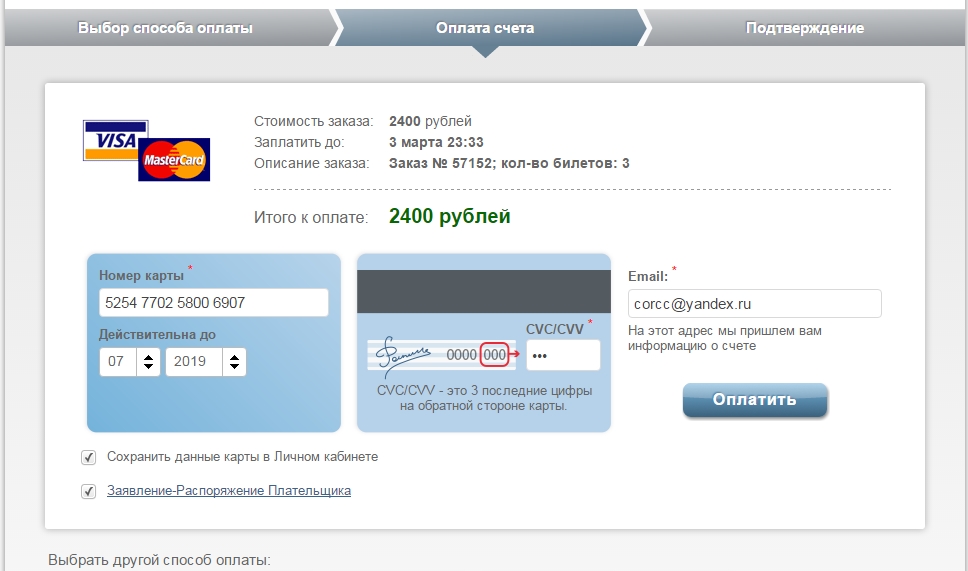 Выбор способа оплаты
Оплата счета
Подтверждение
VISA
MasterCard
Стоимость заказа: 2400 рублей
Заплатить до: 3 марта 23:33
Описание заказа: Заказ № 57152; кол-во билетов: 3
Итого к оплате: 2400 рублей
Номер карты *
5254 7702 5800 6907
Действительна до
07 2019
CVC/CVV *
0000 000 •••
CVC/CVV - это 3 последние цифры
на обратной стороне карты.
Email: *
corcc@yandex.ru
На этот адрес мы пришлем вам
информацию о счете
Оплатить
Сохранить данные карты в Личном кабинете
Заявление-Распоряжение Плательщика
Выбрать другой способ оплаты: